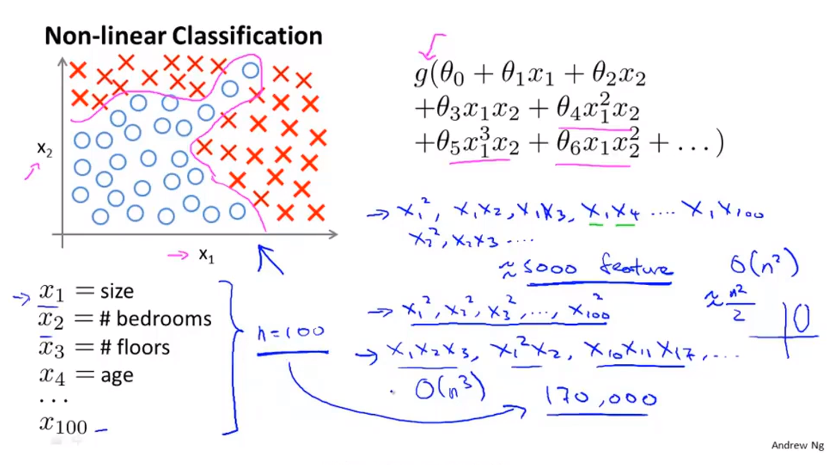 Non-linear Classification
x₂
x₁
g(θ₀ + θ₁x₁ + θ₂x₂
+θ₃x₁x₂ + θ₄x₁²x₂
+θ₅x₁³x₂ + θ₆x₁x₂² + . . . )
→ x₁², x₁x₂, x₁x₃, x₁x₄ .... x₁x₁₀₀
x₂², x₂x₃ ....
≈ 5000 feature
O(n²)
≈ n²/2
→ x₁², x₂², x₃², ..., x₁₀₀²
→ x₁x₂x₃, x₁²x₂, x₁₀x₁₁x₁₇, ...
O(n³)
170,000
→ x₁ = size
x₂ = # bedrooms
x₃ = # floors
x₄ = age
. . .
x₁₀₀
n=100
Andrew Ng